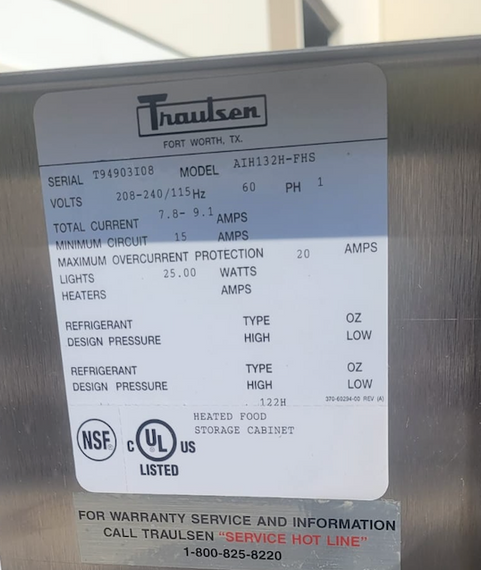 Traulsen
FORT WORTH, TX.
SERIAL T94903I08 MODEL AIH132H-FHS
VOLTS 208-240/115 Hz 60 PH 1
TOTAL CURRENT 7.8- 9.1 AMPS
MINIMUM CIRCUIT 15 AMPS
MAXIMUM OVERCURRENT PROTECTION 20 AMPS
LIGHTS 25.00 WATTS
HEATERS AMPS
REFRIGERANT TYPE OZ
DESIGN PRESSURE HIGH LOW
REFRIGERANT TYPE OZ
DESIGN PRESSURE HIGH LOW
122H 370-60294-00 REV (A)
HEATED FOOD
STORAGE CABINET
NSF
C UL US
LISTED
FOR WARRANTY SERVICE AND INFORMATION
CALL TRAULSEN "SERVICE HOT LINE"
1-800-825-8220